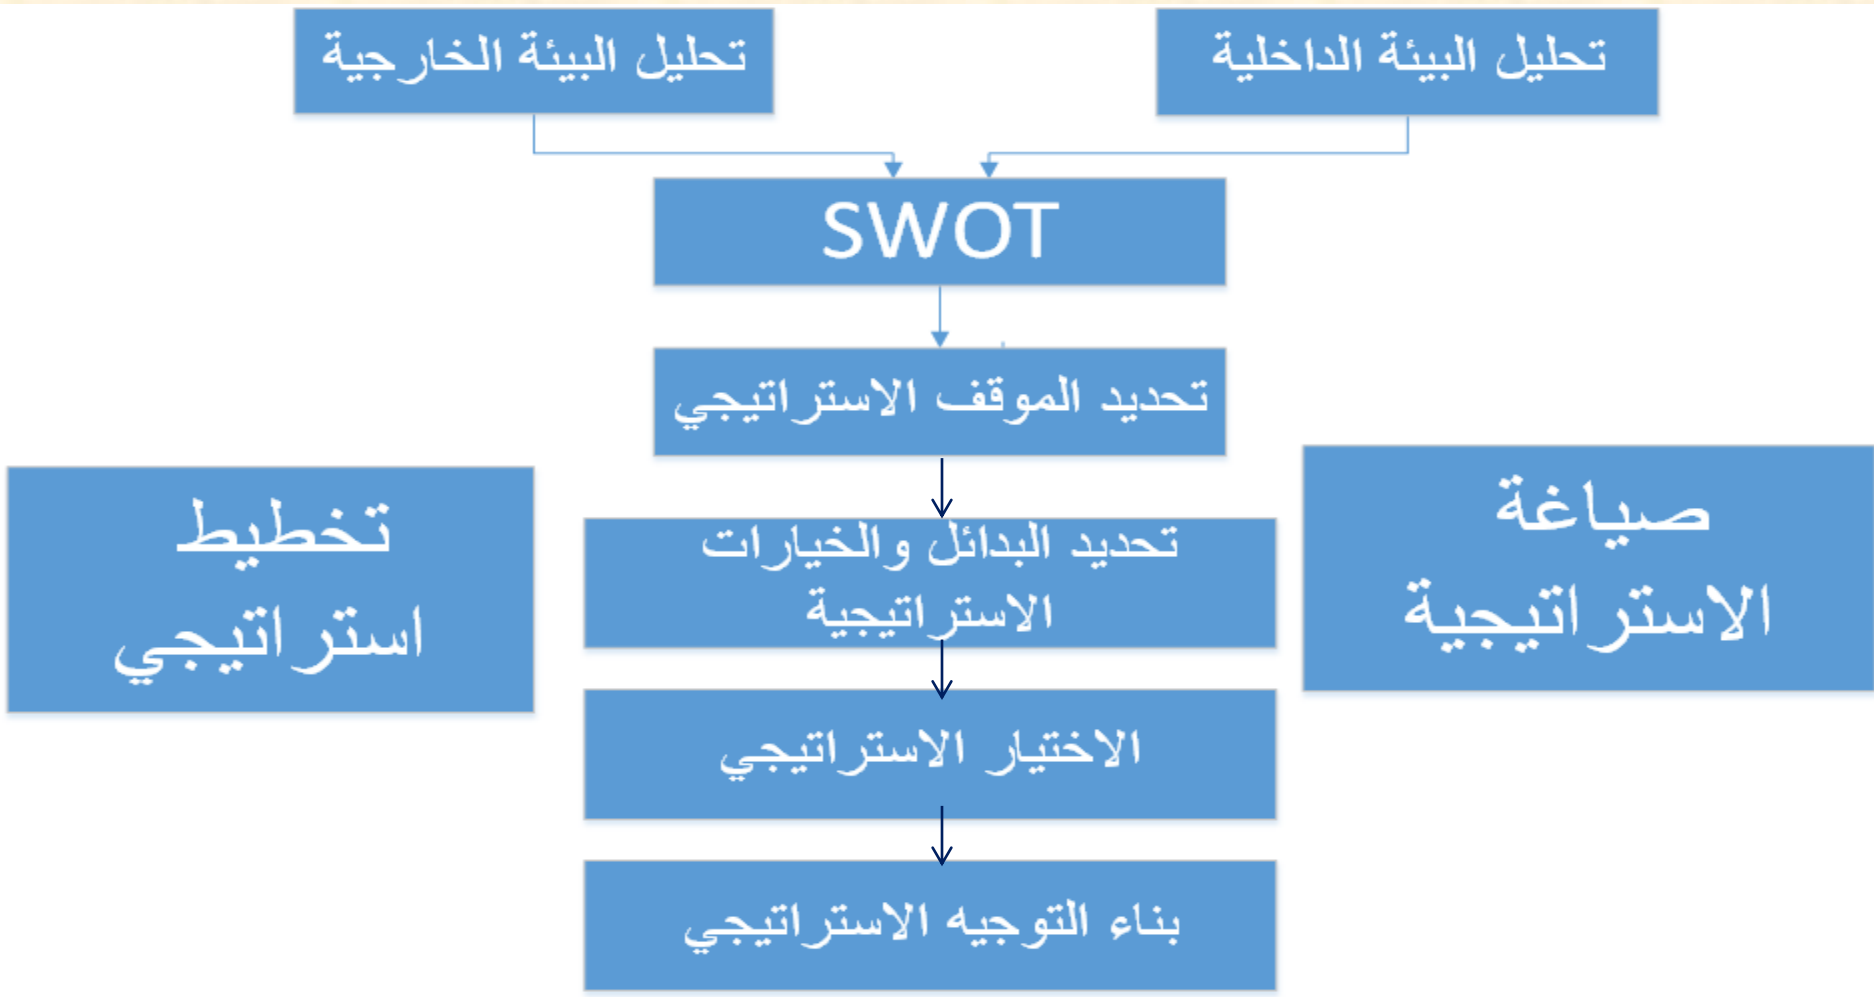 تحليل البيئة الداخلية
تحليل البيئة الخارجية
SWOT
تحديد الموقف الاستراتيجي
صياغة
الاستراتيجية
تحديد البدائل والخيارات
الاستراتيجية
تخطيط
استراتيجي
الاختيار الاستراتيجي
بناء التوجيه الاستراتيجي